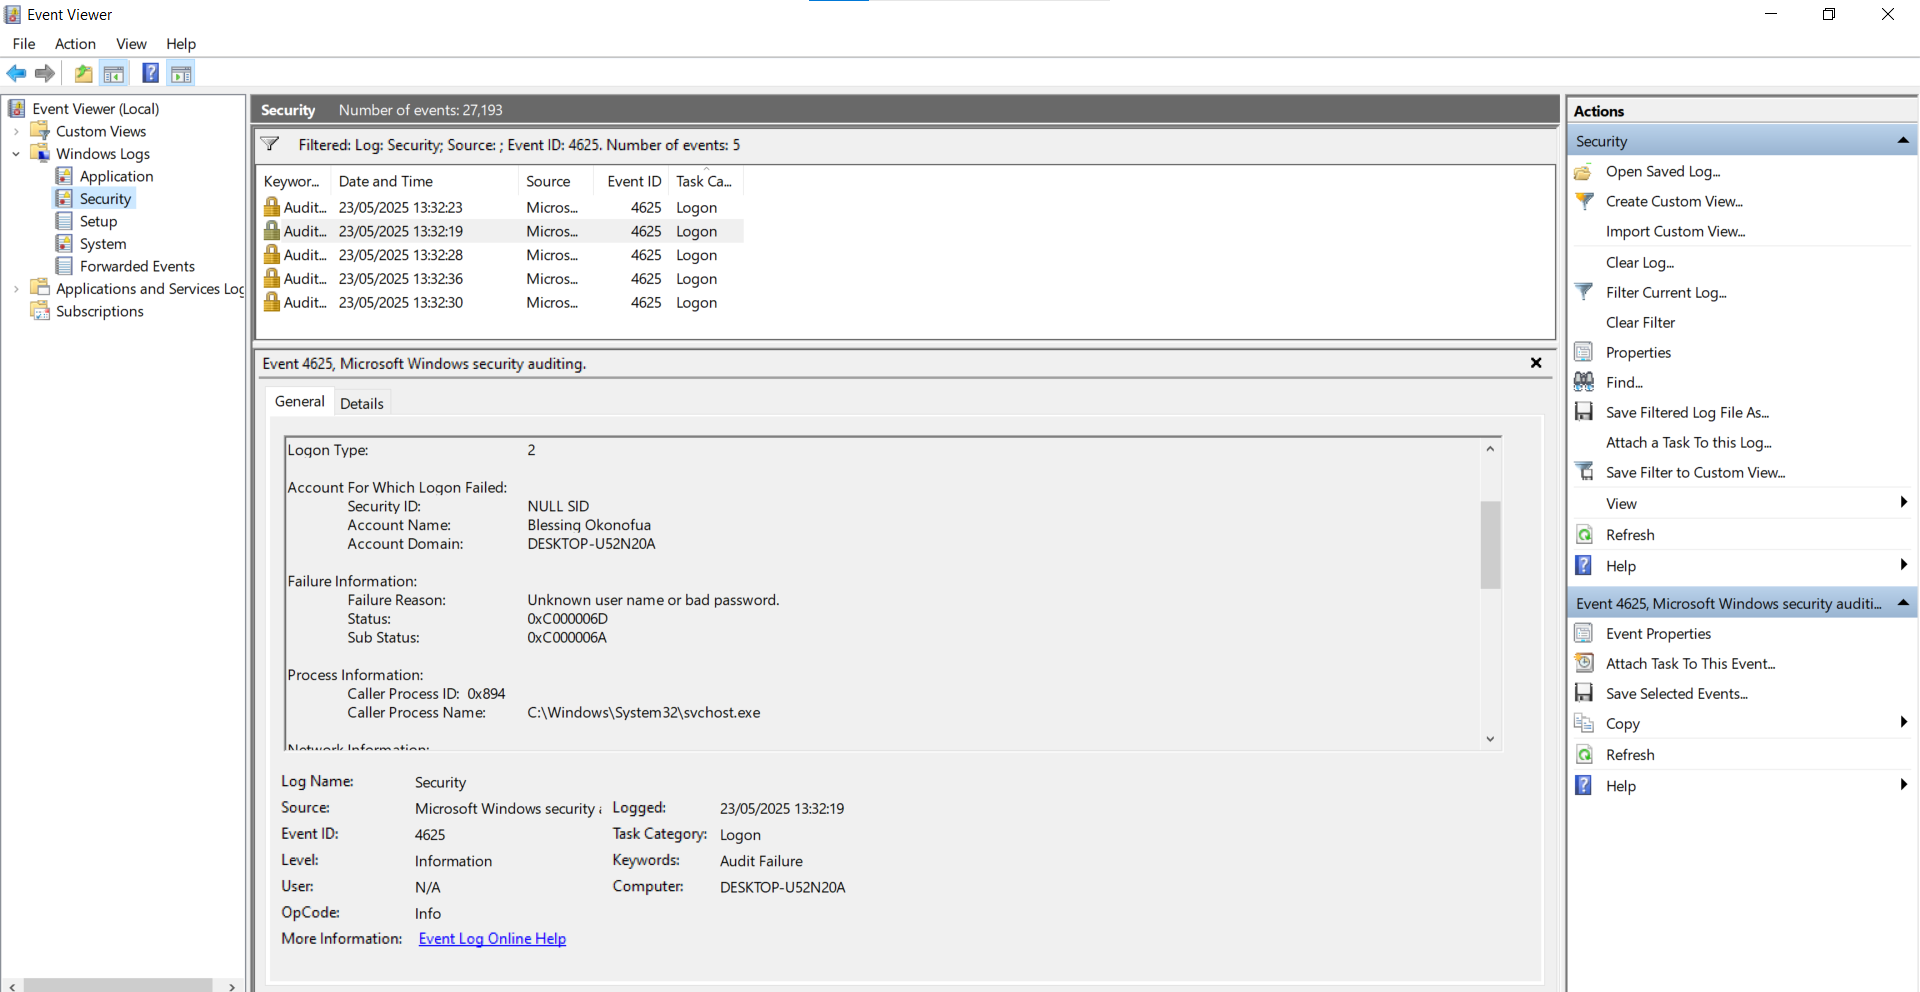 Event Viewer
File Action View Help
Event Viewer (Local)
Custom Views
Windows Logs
Application
Security
Setup
System
Forwarded Events
Applications and Services Log
Subscriptions
Security Number of events: 27,193
Filtered: Log: Security; Source: ; Event ID: 4625. Number of events: 5
Keywor... Date and Time Source Event ID Task Ca...
Audit... 23/05/2025 13:32:23 Micros... 4625 Logon
Audit... 23/05/2025 13:32:19 Micros... 4625 Logon
Audit... 23/05/2025 13:32:28 Micros... 4625 Logon
Audit... 23/05/2025 13:32:36 Micros... 4625 Logon
Audit... 23/05/2025 13:32:30 Micros... 4625 Logon
Event 4625, Microsoft Windows security auditing.
General Details
Logon Type: 2
Account For Which Logon Failed:
Security ID: NULL SID
Account Name: Blessing Okonofua
Account Domain: DESKTOP-U52N20A
Failure Information:
Failure Reason: Unknown user name or bad password.
Status: 0xC000006D
Sub Status: 0xC000006A
Process Information:
Caller Process ID: 0x894
Caller Process Name: C:\Windows\System32\svchost.exe
Network Information:
Log Name: Security
Source: Microsoft Windows security a Logged: 23/05/2025 13:32:19
Event ID: 4625 Task Category: Logon
Level: Information Keywords: Audit Failure
User: N/A Computer: DESKTOP-U52N20A
OpCode: Info
More Information: Event Log Online Help
Actions
Security
Open Saved Log...
Create Custom View...
Import Custom View...
Clear Log...
Filter Current Log...
Clear Filter
Properties
Find...
Save Filtered Log File As...
Attach a Task To this Log...
Save Filter to Custom View...
View
Refresh
Help
Event 4625, Microsoft Windows security auditi...
Event Properties
Attach Task To This Event...
Save Selected Events...
Copy
Refresh
Help